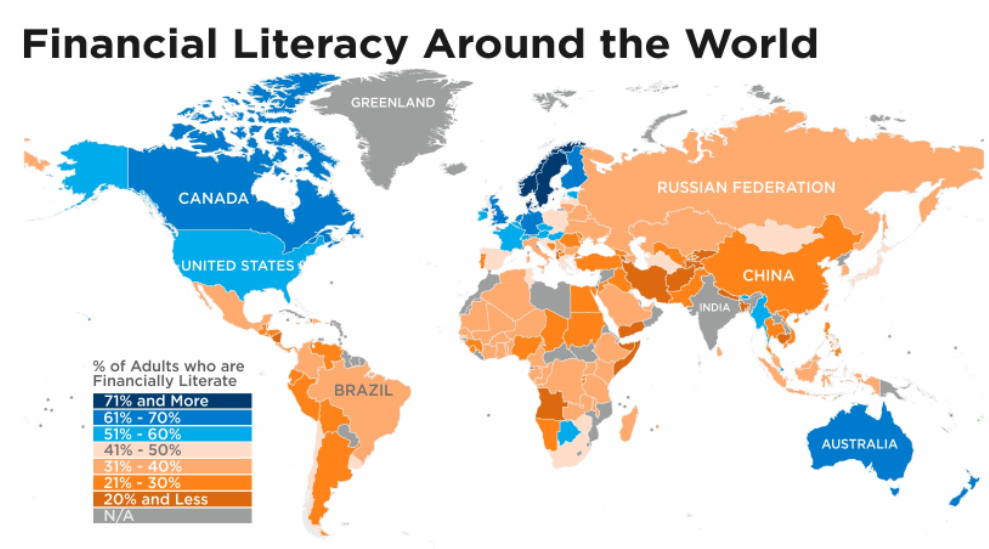 Financial Literacy Around the World
GREENLAND
CANADA
RUSSIAN FEDERATION
UNITED STATES
CHINA
INDIA
% of Adults who are
Financially Literate
71% and More
61% - 70%
51% - 60%
41% - 50%
31% - 40%
21% - 30%
20% and Less
N/A
BRAZIL
AUSTRALIA